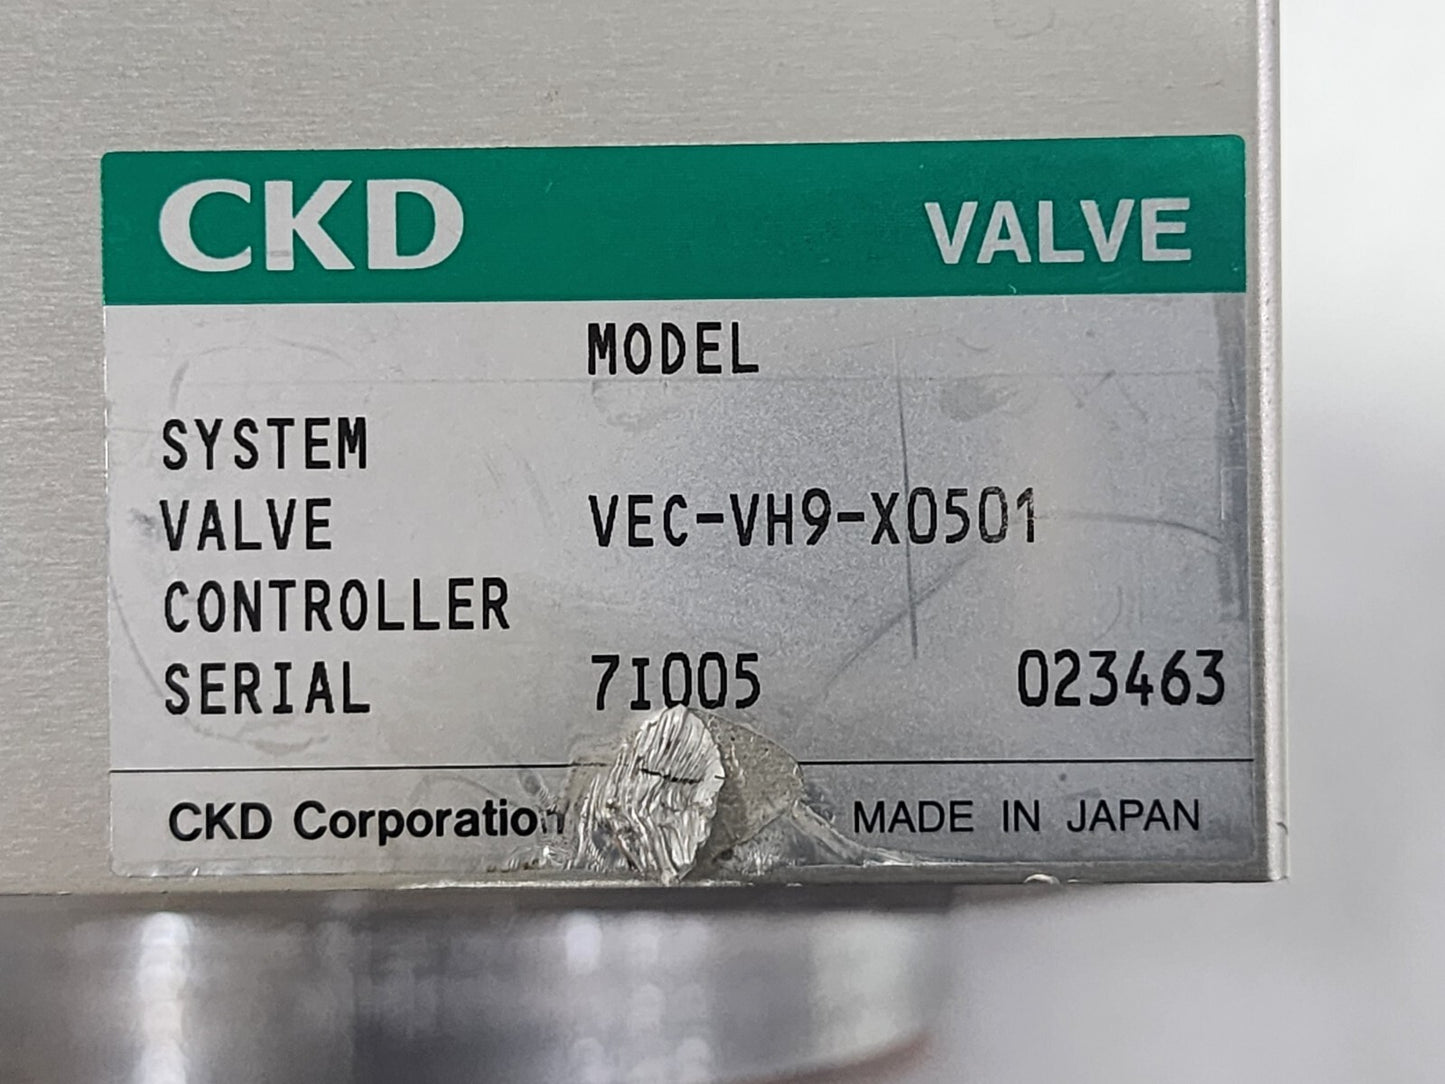 CKD VALVE
MODEL
SYSTEM
VALVE VEC-VH9-X0501
CONTROLLER
SERIAL 7I005 023463
CKD Corporation MADE IN JAPAN